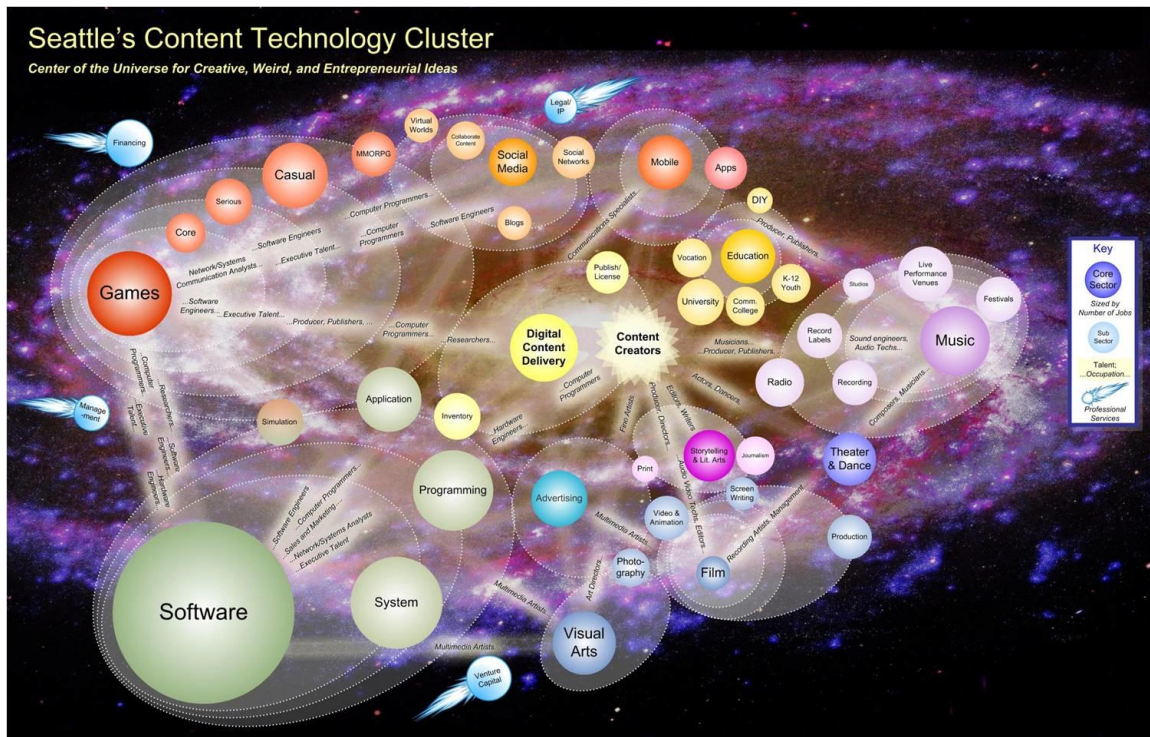 Seattle's Content Technology Cluster
Center of the Universe for Creative, Weird, and Entrepreneurial Ideas
Financing
Legal/
IP
Virtual
Worlds
MMORPG
Collaborate
Content
Social
Media
Social
Networks
Mobile
Apps
Casual
Serious
Core
...Computer Programmers...
...Software Engineers
Blogs
Communications Specialists...
DIY
Producer, Publishers,
...Software Engineers
...Computer
Programmers
Network/Systems
Communication Analysts...
Executive Talent...
Games
...Software
Engineers...
...Executive Talent...
...Producer, Publishers, ...
...Computer
Programmers...
Researchers...
Publish/
License
Vocation
Education
K-12
Youth
University
Comm.
College
Studios
Live
Performance
Venues
Festivals
Key
Core
Sector
Sized by
Number of Jobs
Sub
Sector
Talent;
...Occupation...
Professional
Services
Digital
Content
Delivery
Content
Creators
Musicians...
...Producer, Publishers,
Record
Labels
Sound engineers,
Audio Techs...
Music
Radio
Recording
Composers, Musicians...
Actors, Dancers,
...Computer
Programmers
...Computer
Programmers,
Researchers...
Executive
Talent...
Software
Engineers...
...Hardware
Engineers,
Manage
-ment
Simulation
Application
Inventory
...Hardware
Engineers...
Fine Artists
Producer, Directors...
Editors, Writers
Storytelling
& Lit. Arts
Journalism
Print
Theater
& Dance
Programming
Advertising
Audio Video Techs, Editors...
Screen
Writing
Recording Artists, Management...
Video &
Animation
Production
...Software Engineers
...Computer Programmers...
...Sales and Marketing...
...Network/Systems Analysts
...Executive Talent
Multimedia Artists,
Photo-
graphy
Film
Art Directors...
Multimedia Artists
Software
System
Visual
Arts
Multimedia Artists.
Venture
Capital